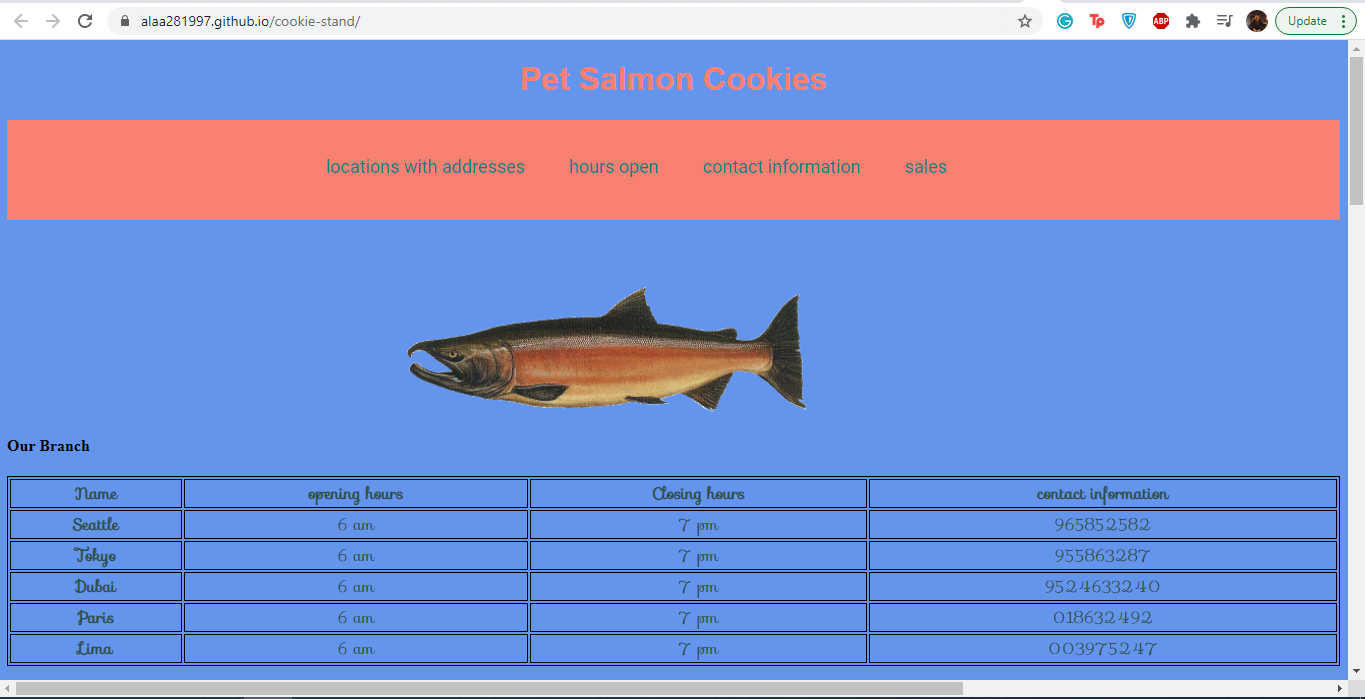 alaa281997.github.io/cookie-stand/
ABP
Update
Pet Salmon Cookies
locations with addresses hours open contact information sales
Our Branch
Name opening hours Closing hours contact information
Seattle 6 am 7 pm 965852582
Tokyo 6 am 7 pm 955863287
Dubai 6 am 7 pm 9524633240
Paris 6 am 7 pm 018632492
Lima 6 am 7 pm 003975247